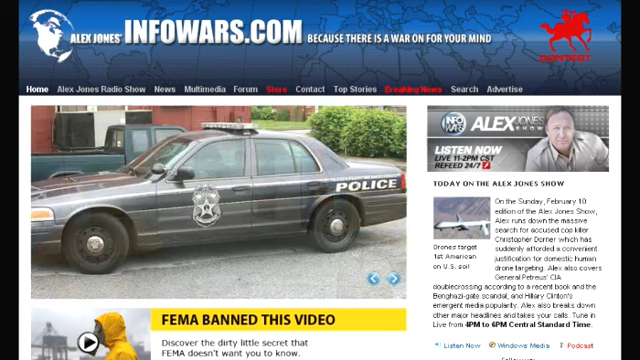 ALEX JONES' INFOWARS.COM BECAUSE THERE IS A WAR ON FOR YOUR MIND
CONTEST
Home Alex Jones Radio Show News Multimedia Forum Store Contact Top Stories Breaking News Search Advertise
POLICE
INFO WARS ALEX JONES SHOW
LISTEN NOW
LIVE 11-2PM CST
REFEED 24/7
TODAY ON THE ALEX JONES SHOW
On the Sunday, February 10
edition of the Alex Jones Show,
Alex runs down the massive
search for accused cop killer
Christopher Dorner which has
suddenly afforded a convenient
justification for domestic human
drone targeting. Alex also covers
General Petreus' CIA
Drones target
1st American
on U.S. soil
doublecrossing according to a recent book and the
Benghazi-gate scandal, and Hillary Clinton's
emergent media popularity. Alex also breaks down
other major headlines and takes your calls. Tune in
Live from 4PM to 6PM Central Standard Time.
Listen Now Windows Media Podcast
FEMA BANNED THIS VIDEO
Discover the dirty little secret that
FEMA doesn't want you to know.